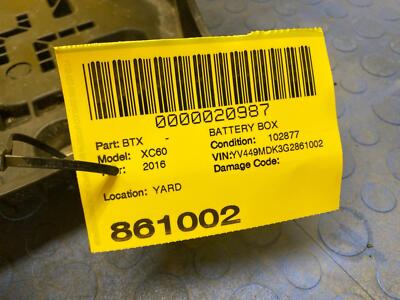 0000020987
Part: BTX - BATTERY BOX
Model: XC60 Condition: 102877
2016 VIN:YV449MDK3G2861002
Damage Code:
Location: YARD
861002